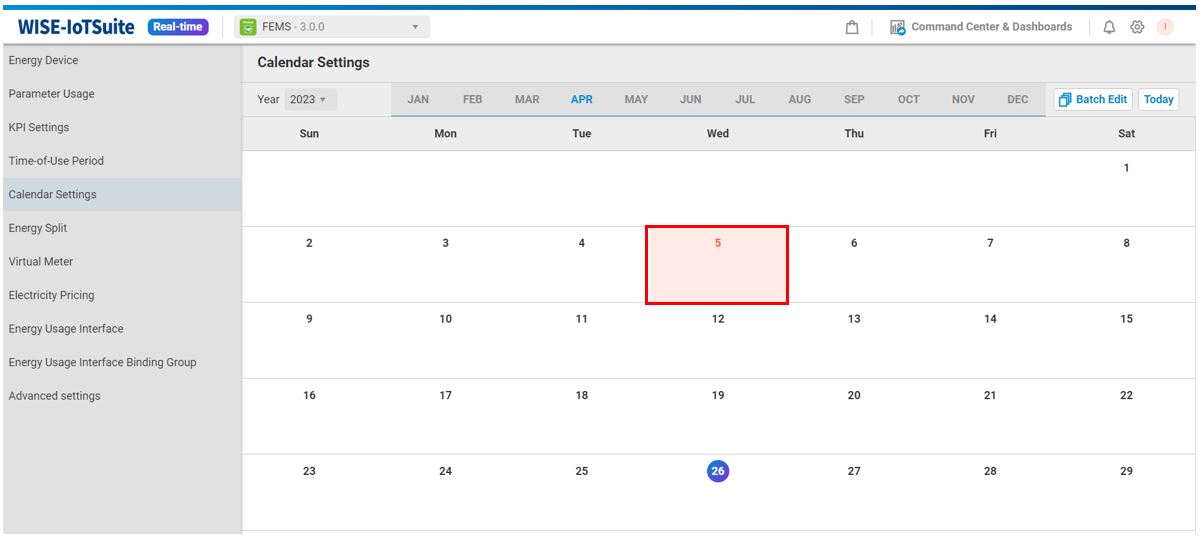 WISE-IoTSuite Real-time FEMS - 3.0.0 Command Center & Dashboards I
Energy Device
Parameter Usage
KPI Settings
Time-of-Use Period
Calendar Settings
Energy Split
Virtual Meter
Electricity Pricing
Energy Usage Interface
Energy Usage Interface Binding Group
Advanced settings
Calendar Settings
Year 2023 JAN FEB MAR APR MAY JUN JUL AUG SEP OCT NOV DEC Batch Edit Today
Sun Mon Tue Wed Thu Fri Sat
1
2 3 4 5 6 7 8
9 10 11 12 13 14 15
16 17 18 19 20 21 22
23 24 25 26 27 28 29